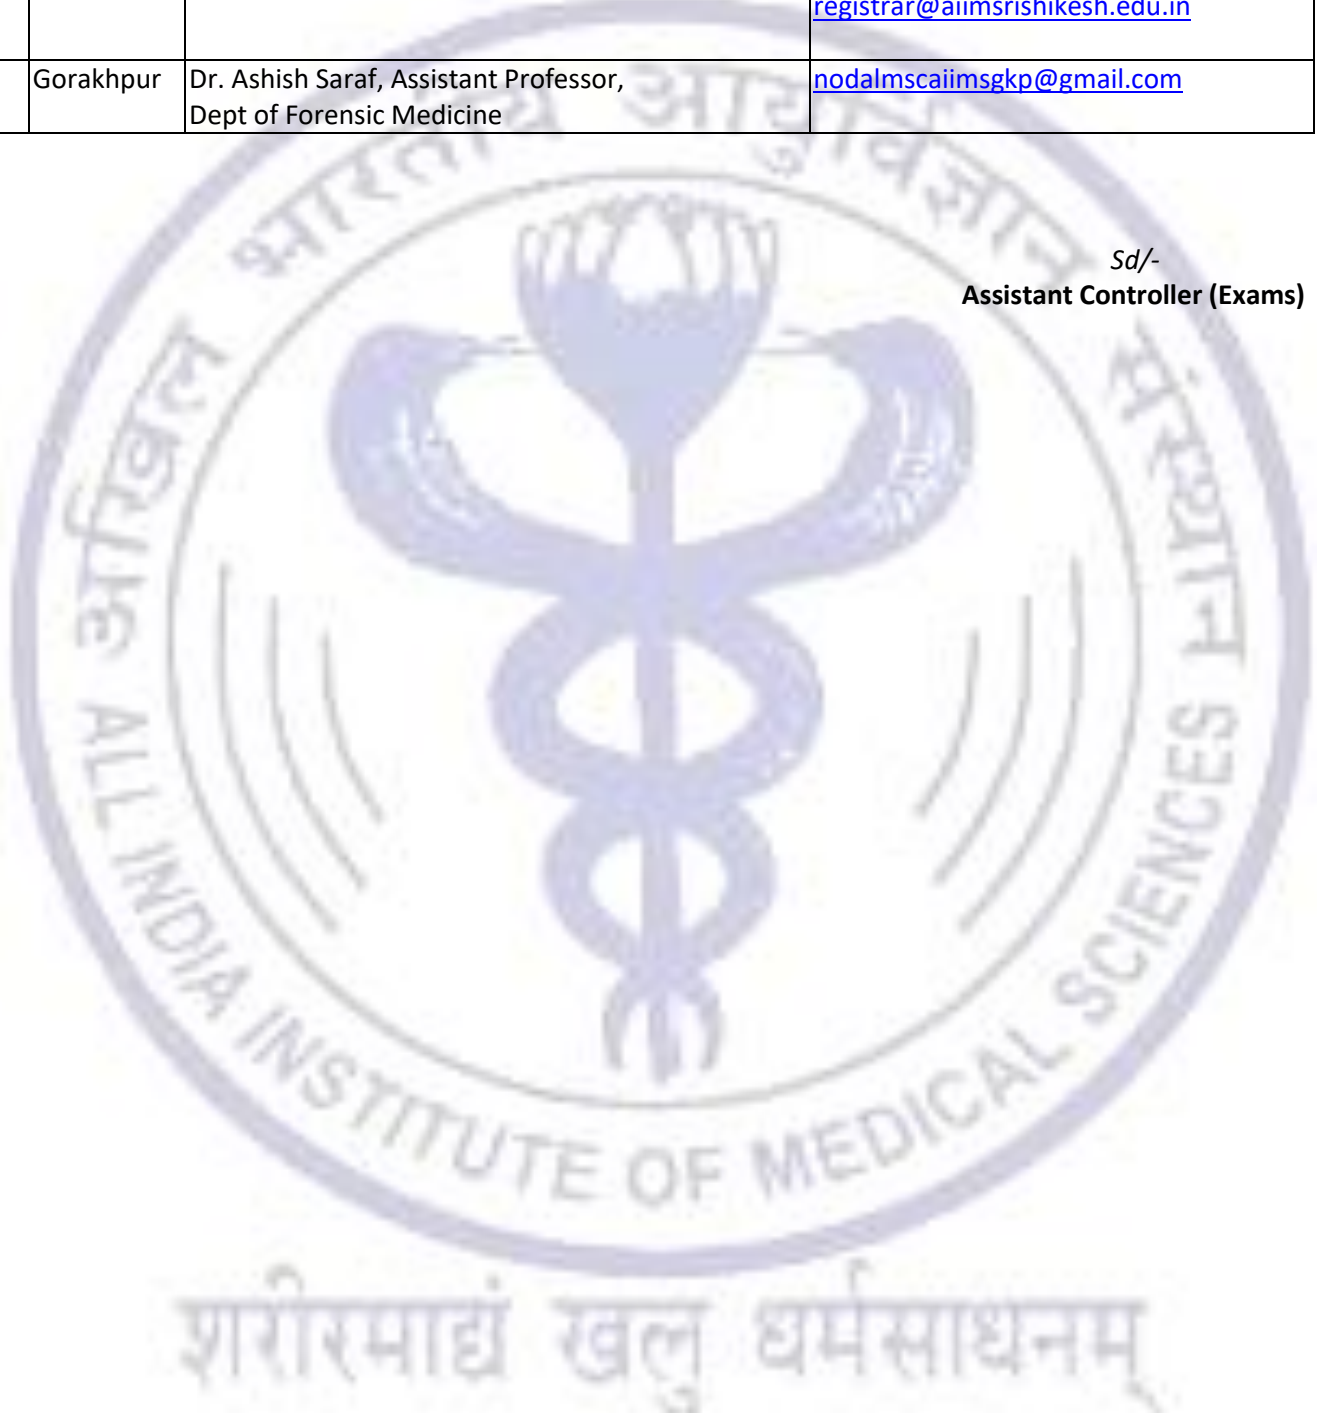 registrar@aiimsrishikesh.edu.in
Gorakhpur Dr. Ashish Saraf, Assistant Professor, nodalmscaiimsgkp@gmail.com
Dept of Forensic Medicine
Sd/-
Assistant Controller (Exams)
अखिल भारतीय आयुर्विज्ञान संस्थान
ALL INDIA INSTITUTE OF MEDICAL SCIENCES
शरीरमाद्यं खलु धर्मसाधनम्